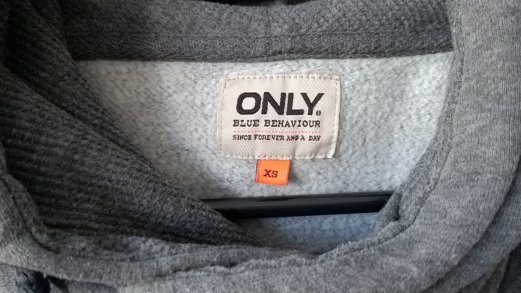 ONLY®
BLUE BEHAVIOUR
SINCE FOREVER AND A DAY
XS